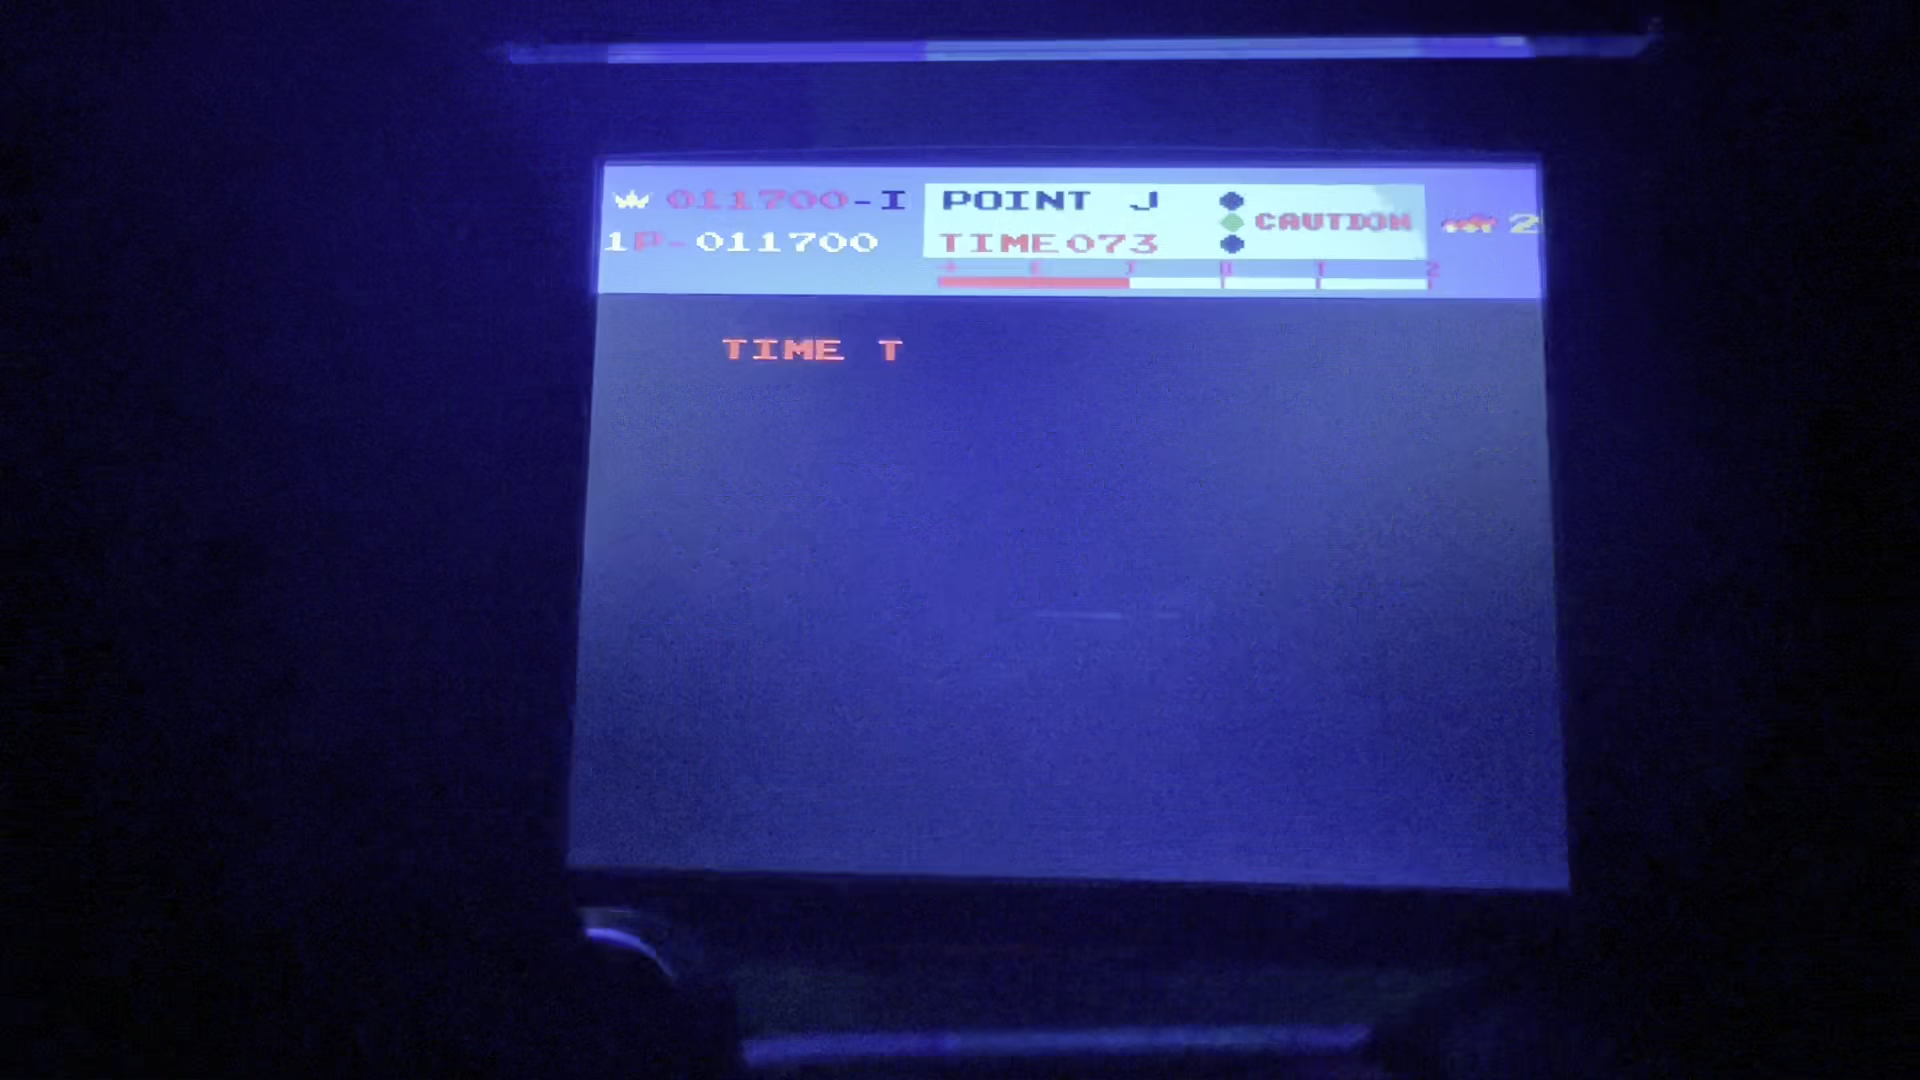 011700-I
1P-011700
POINT J
TIME 073
CAUTION
2
E J O T Z
TIME T